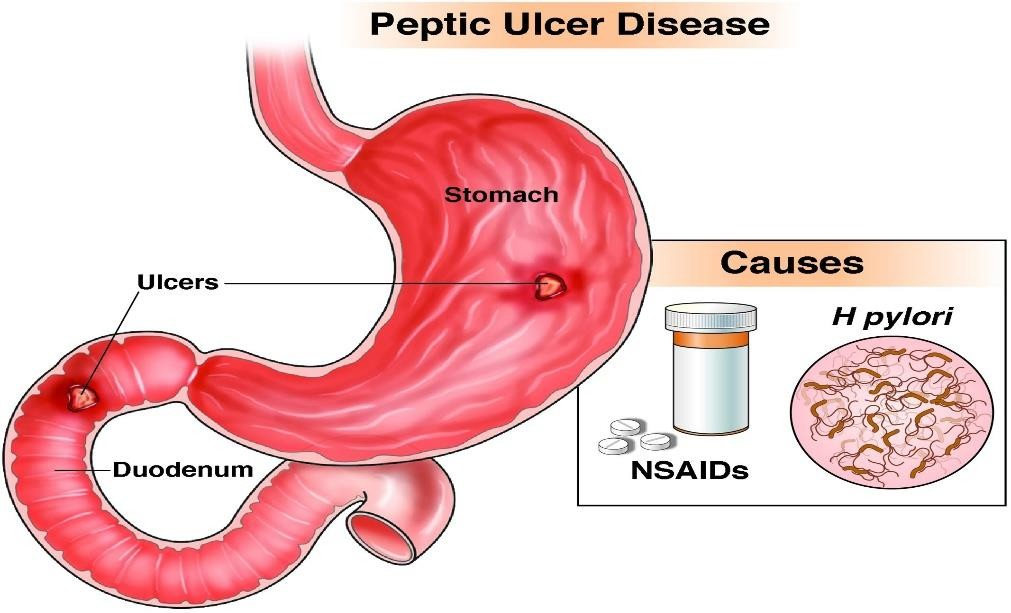 Peptic Ulcer Disease
Stomach
Ulcers
Duodenum
Causes
H pylori
NSAIDs